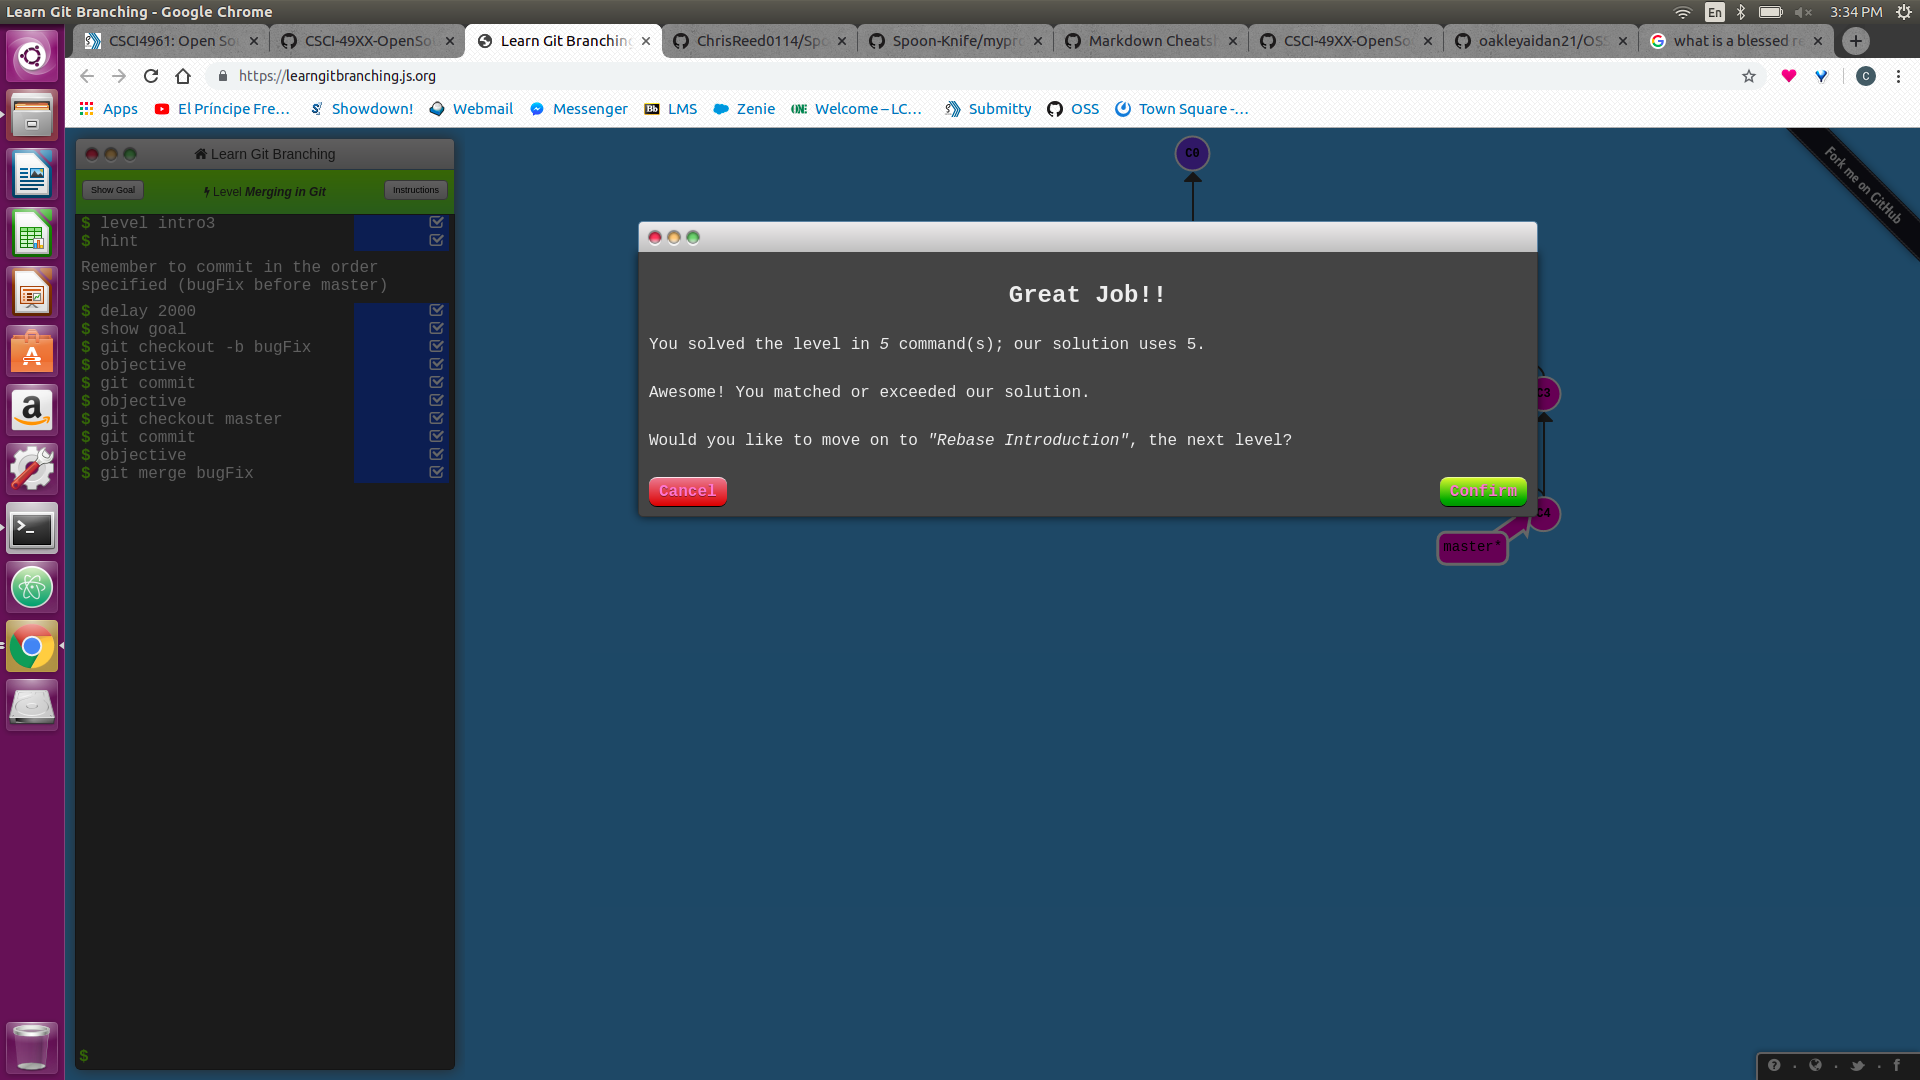 Learn Git Branching - Google Chrome
En
3:34 PM
CSCI4961: Open So
CSCI-49XX-OpenSo
Learn Git Branching
ChrisReed0114/Spo
Spoon-Knife/mypro
Markdown Cheatsh
CSCI-49XX-OpenSo
oakleyaidan21/OSS
what is a blessed re
https://learngitbranching.js.org
C
Apps
El Príncipe Fre…
Showdown!
Webmail
Messenger
Bb LMS
Zenie
Welcome – LC…
Submitty
OSS
Town Square -…
Learn Git Branching
Show Goal
Level Merging in Git
Instructions
$ level intro3
$ hint
Remember to commit in the order
specified (bugFix before master)
$ delay 2000
$ show goal
$ git checkout -b bugFix
$ objective
$ git commit
$ objective
$ git checkout master
$ git commit
$ objective
$ git merge bugFix
$
C0
Fork me on GitHub
Great Job!!
You solved the level in 5 command(s); our solution uses 5.
Awesome! You matched or exceeded our solution.
Would you like to move on to "Rebase Introduction", the next level?
Cancel
Confirm
C3
C4
master*